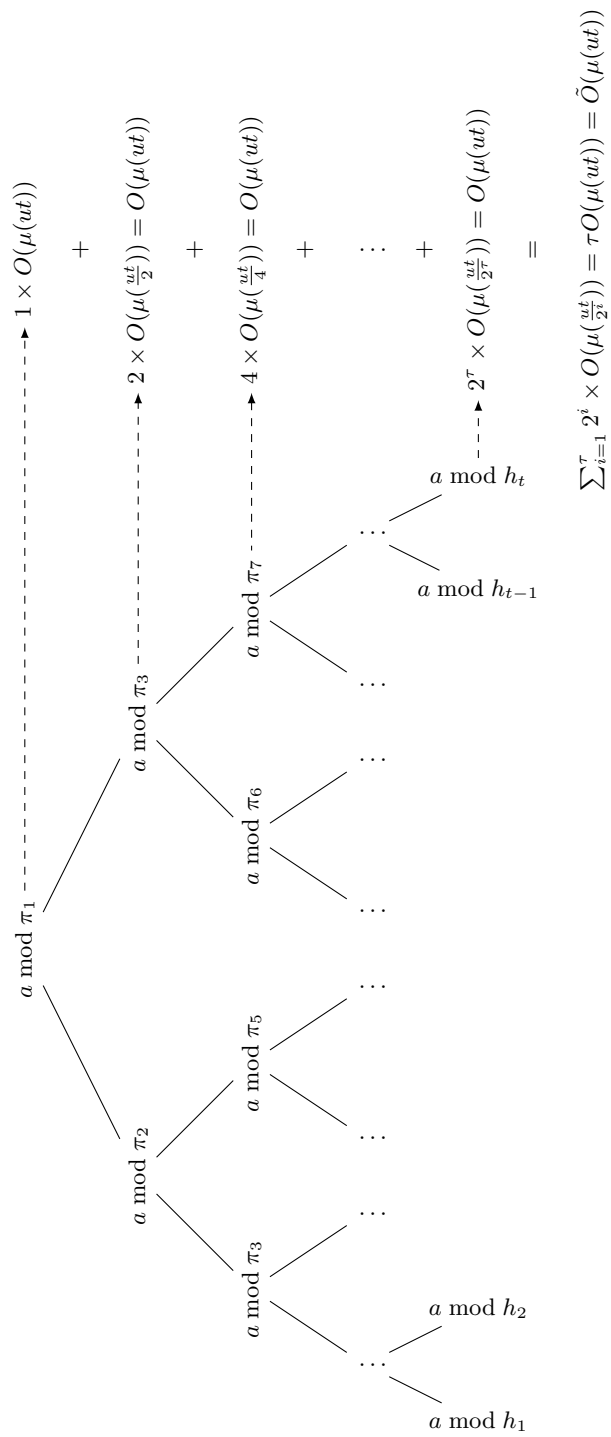 a mod π₁ 1 × O(μ(ut))
+
a mod π₂ a mod π₃ 2 × O(μ(ut/2)) = O(μ(ut))
+
a mod π₃ a mod π₅ a mod π₆ a mod π₇ 4 × O(μ(ut/4)) = O(μ(ut))
+
... ... ... ... ... ... ... ... ...
+
a mod h₁ a mod h₂ a mod hₜ₋₁ a mod hₜ 2^τ × O(μ(ut/2^τ)) = O(μ(ut))
=
∑_{i=1}^{τ} 2^i × O(μ(ut/2^i)) = τO(μ(ut)) = Õ(μ(ut))